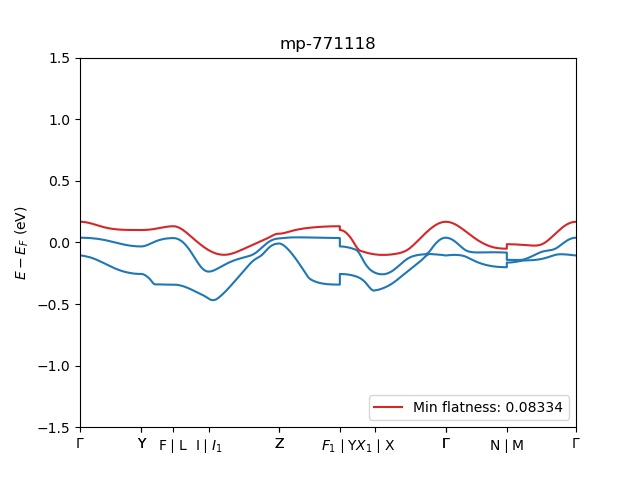 mp-771118
E − E_F (eV)
1.5
1.0
0.5
0.0
−0.5
−1.0
−1.5
Min flatness: 0.08334
Γ Y F | L I | I₁ Z F₁ | Y X₁ | X Γ N | M Γ